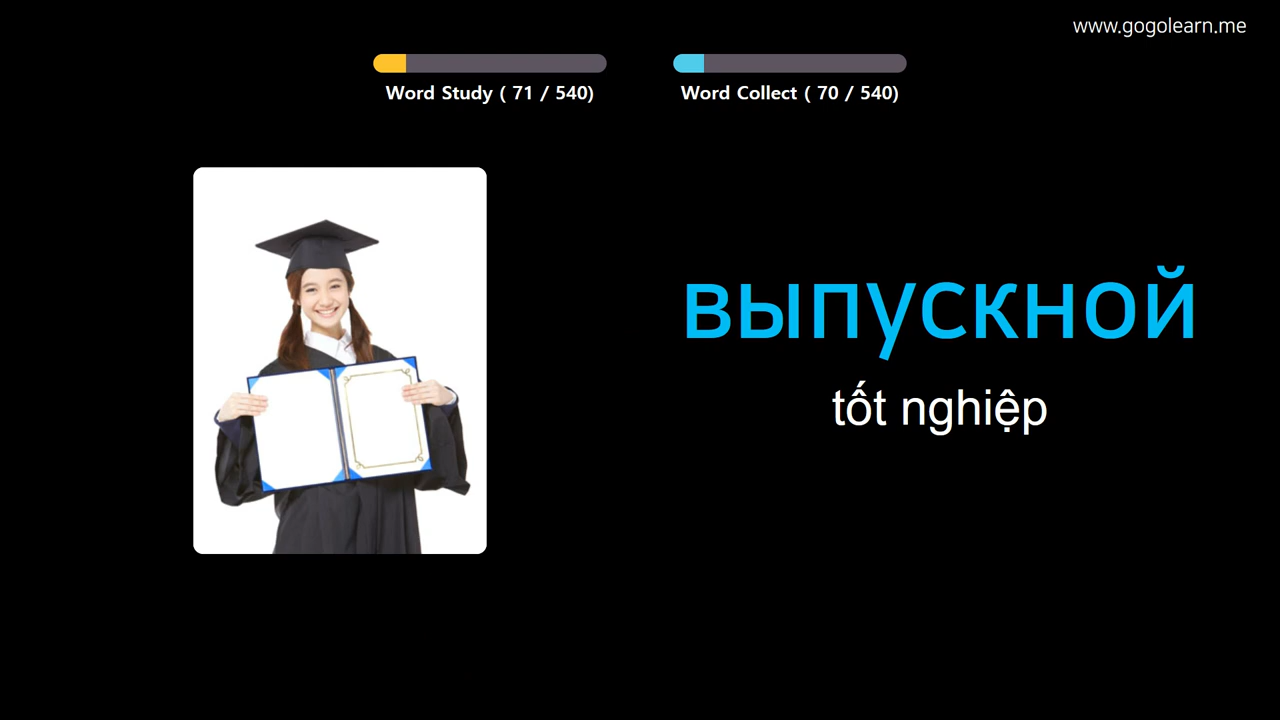 www.gogolearn.me
Word Study ( 71 / 540)
Word Collect ( 70 / 540)
выпускной
tốt nghiệp